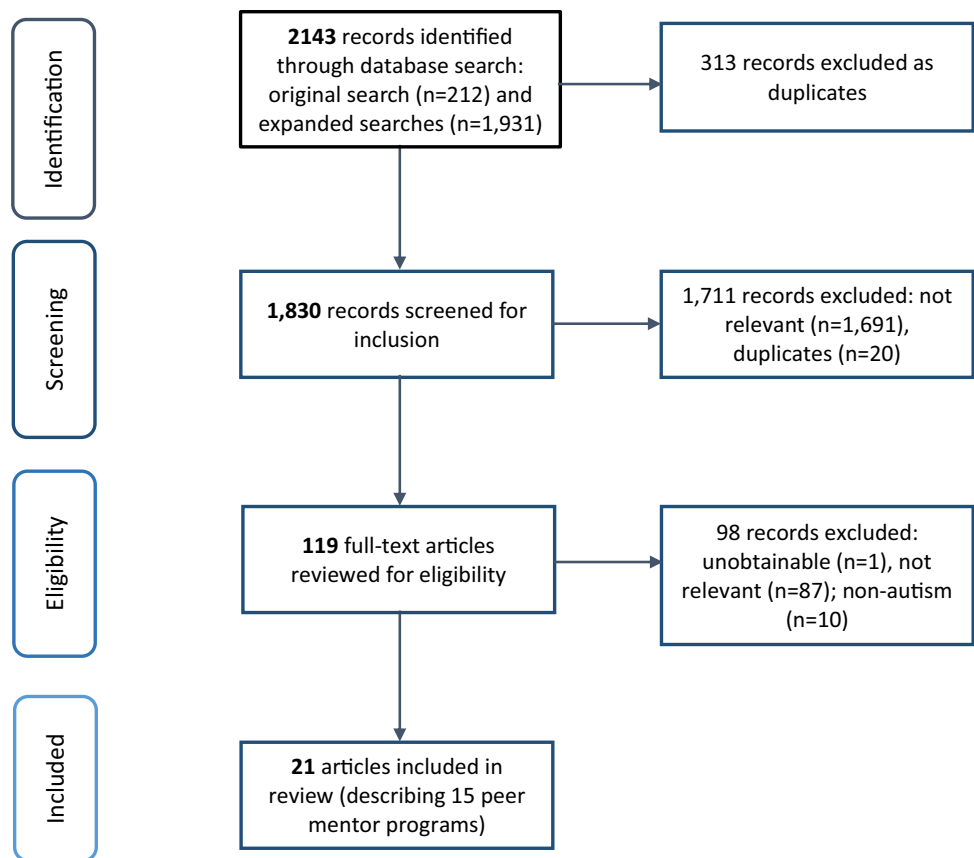 Identification
2143 records identified
through database search:
original search (n=212) and
expanded searches (n=1,931)
313 records excluded as
duplicates
Screening
1,830 records screened for
inclusion
1,711 records excluded: not
relevant (n=1,691),
duplicates (n=20)
Eligibility
119 full-text articles
reviewed for eligibility
98 records excluded:
unobtainable (n=1), not
relevant (n=87); non-autism
(n=10)
Included
21 articles included in
review (describing 15 peer
mentor programs)